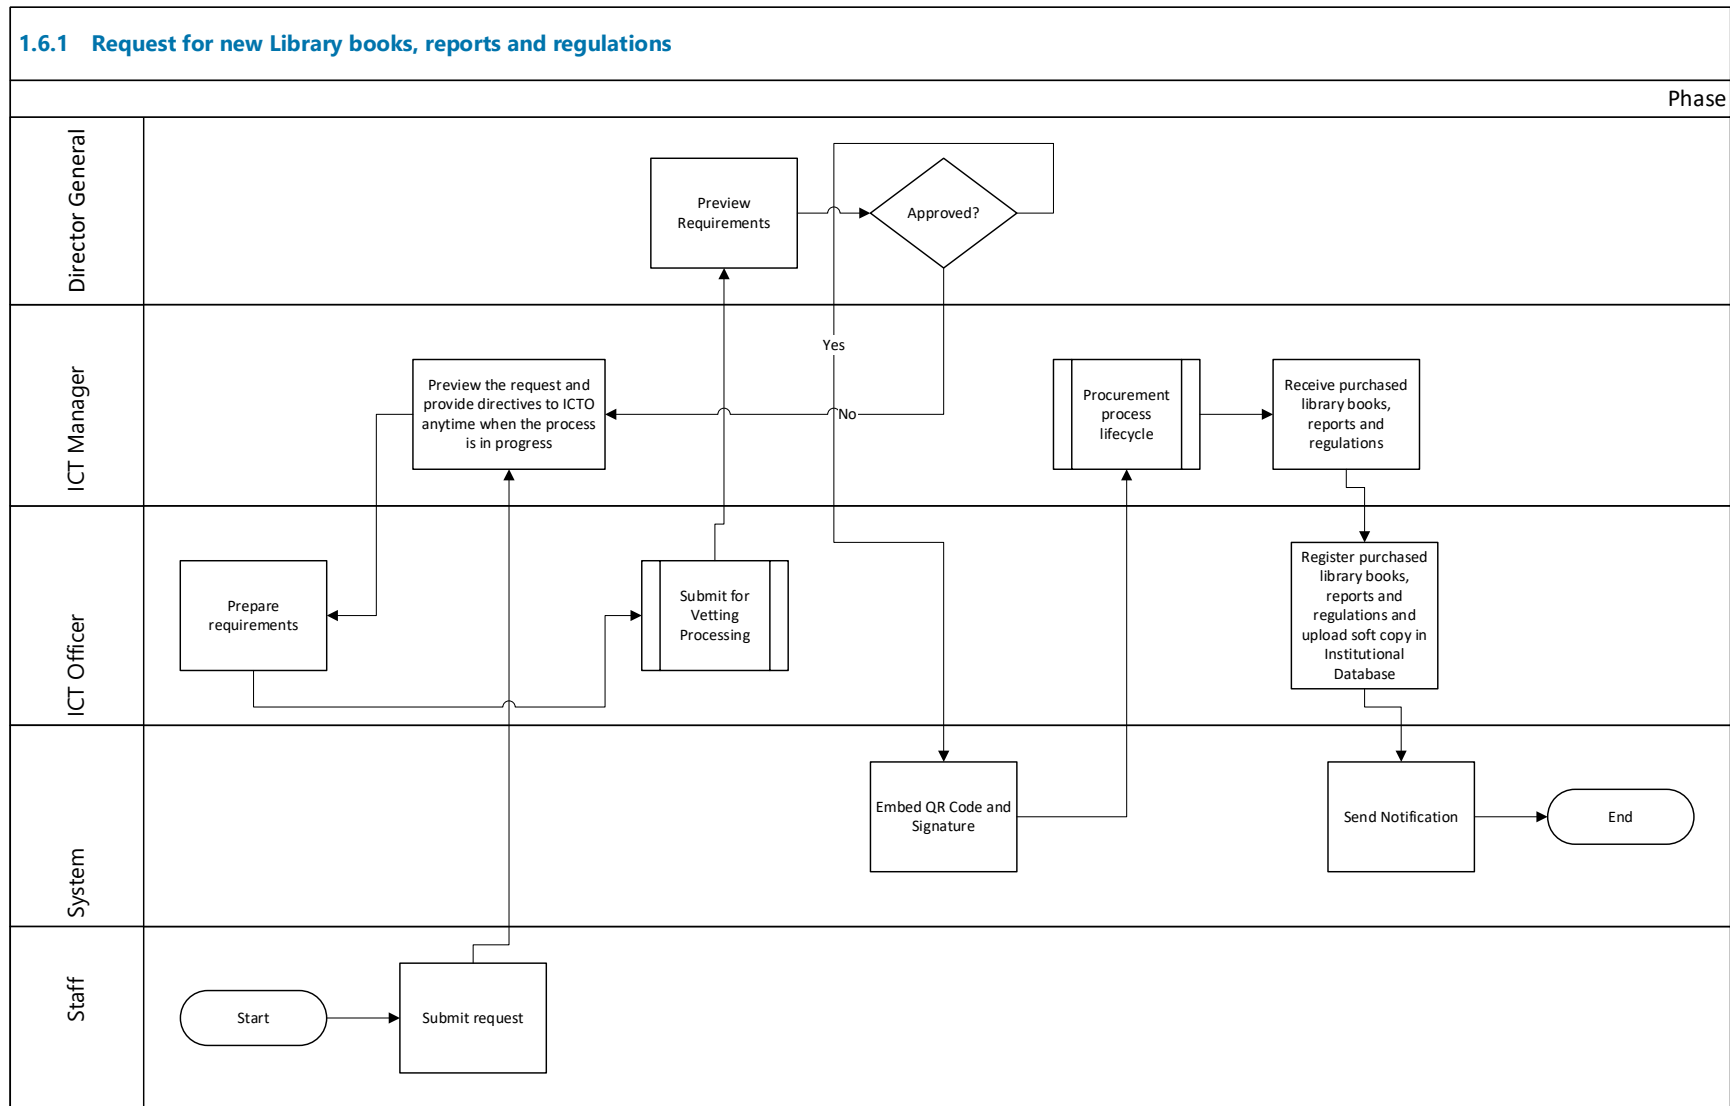 1.6.1 Request for new Library books, reports and regulations
Phase
Director General
Preview
Requirements
Approved?
ICT Manager
Yes
Preview the request and
provide directives to ICTO
anytime when the process
is in progress
No
Procurement
process
lifecycle
Receive purchased
library books,
reports and
regulations
ICT Officer
Prepare
requirements
Submit for
Vetting
Processing
Register purchased
library books,
reports and
regulations and
upload soft copy in
Institutional
Database
System
Embed QR Code and
Signature
Send Notification
End
Staff
Start
Submit request